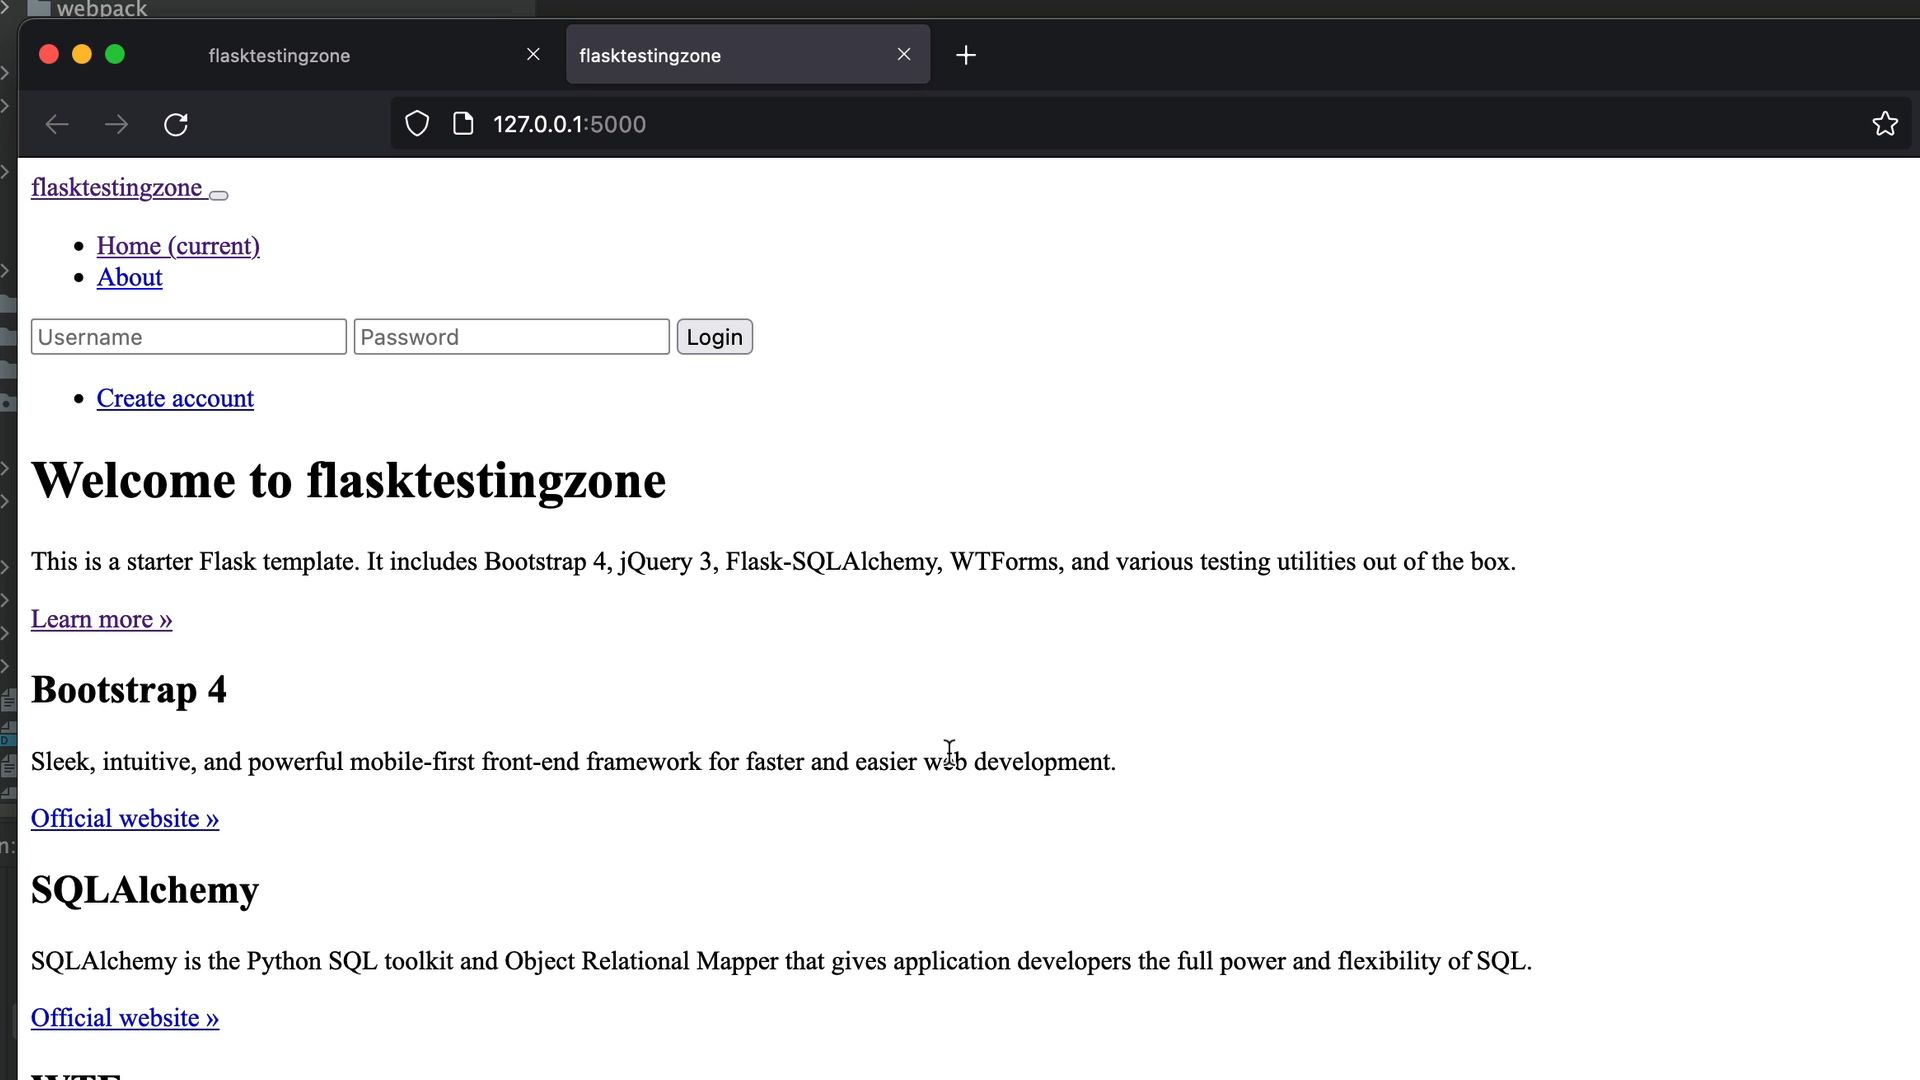 webpack
flasktestingzone
flasktestingzone
127.0.0.1:5000
flasktestingzone
Home (current)
About
Username Password Login
Create account
Welcome to flasktestingzone
This is a starter Flask template. It includes Bootstrap 4, jQuery 3, Flask-SQLAlchemy, WTForms, and various testing utilities out of the box.
Learn more »
Bootstrap 4
Sleek, intuitive, and powerful mobile-first front-end framework for faster and easier web development.
Official website »
SQLAlchemy
SQLAlchemy is the Python SQL toolkit and Object Relational Mapper that gives application developers the full power and flexibility of SQL.
Official website »